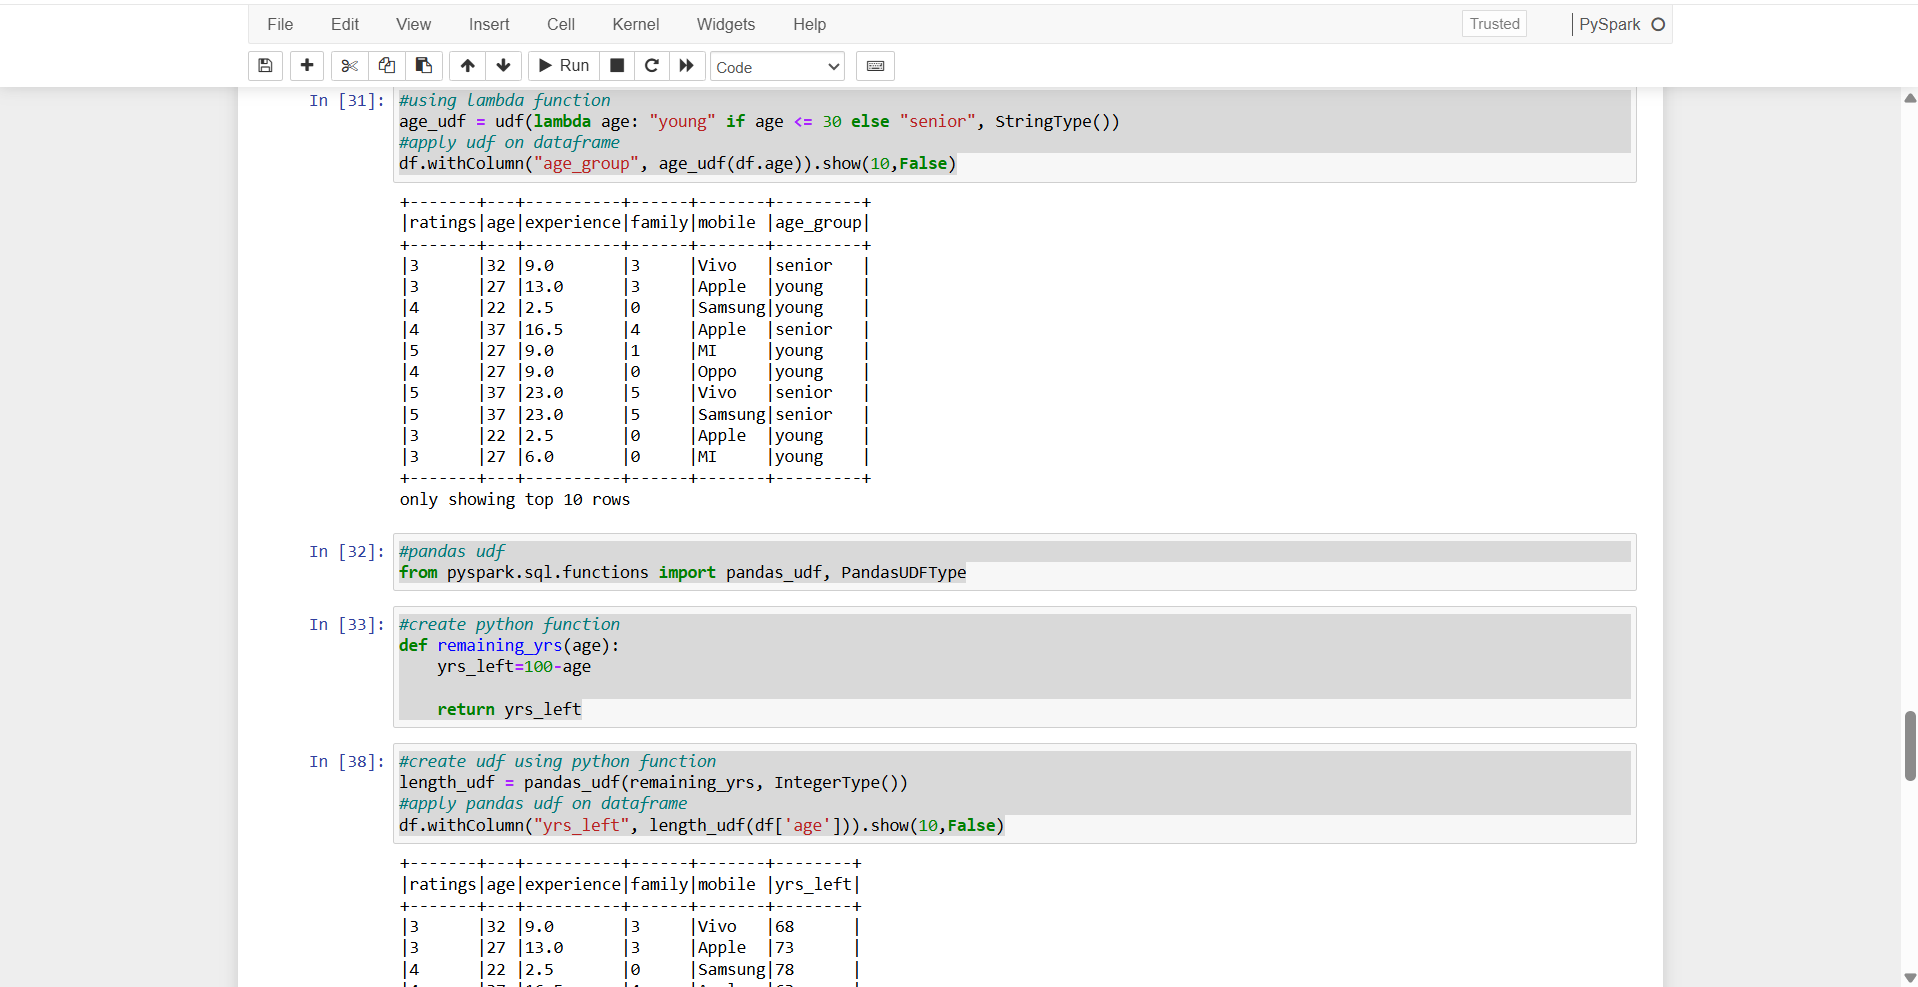 File Edit View Insert Cell Kernel Widgets Help Trusted PySpark
Run Code
In [31]: #using lambda function
age_udf = udf(lambda age: "young" if age <= 30 else "senior", StringType())
#apply udf on dataframe
df.withColumn("age_group", age_udf(df.age)).show(10,False)
+-------+---+----------+------+-------+---------+
|ratings|age|experience|family|mobile |age_group|
+-------+---+----------+------+-------+---------+
|3      |32 |9.0       |3     |Vivo   |senior   |
|3      |27 |13.0      |3     |Apple  |young    |
|4      |22 |2.5       |0     |Samsung|young    |
|4      |37 |16.5      |4     |Apple  |senior   |
|5      |27 |9.0       |1     |MI     |young    |
|4      |27 |9.0       |0     |Oppo   |young    |
|5      |37 |23.0      |5     |Vivo   |senior   |
|5      |37 |23.0      |5     |Samsung|senior   |
|3      |22 |2.5       |0     |Apple  |young    |
|3      |27 |6.0       |0     |MI     |young    |
+-------+---+----------+------+-------+---------+
only showing top 10 rows
In [32]: #pandas udf
from pyspark.sql.functions import pandas_udf, PandasUDFType
In [33]: #create python function
def remaining_yrs(age):
    yrs_left=100-age
    return yrs_left
In [38]: #create udf using python function
length_udf = pandas_udf(remaining_yrs, IntegerType())
#apply pandas udf on dataframe
df.withColumn("yrs_left", length_udf(df['age'])).show(10,False)
+-------+---+----------+------+-------+--------+
|ratings|age|experience|family|mobile |yrs_left|
+-------+---+----------+------+-------+--------+
|3      |32 |9.0       |3     |Vivo   |68      |
|3      |27 |13.0      |3     |Apple  |73      |
|4      |22 |2.5       |0     |Samsung|78      |